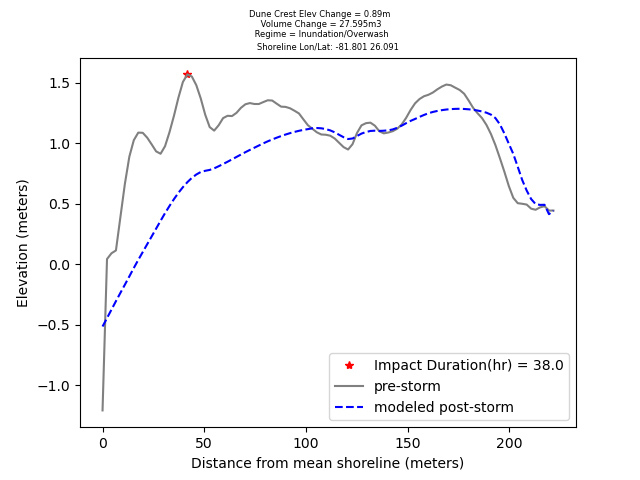 Dune Crest Elev Change = 0.89m
Volume Change = 27.595m3
Regime = Inundation/Overwash
Shoreline Lon/Lat: -81.801 26.091
1.5
1.0
0.5
0.0
−0.5
−1.0
Elevation (meters)
Impact Duration(hr) = 38.0
pre-storm
modeled post-storm
0 50 100 150 200
Distance from mean shoreline (meters)